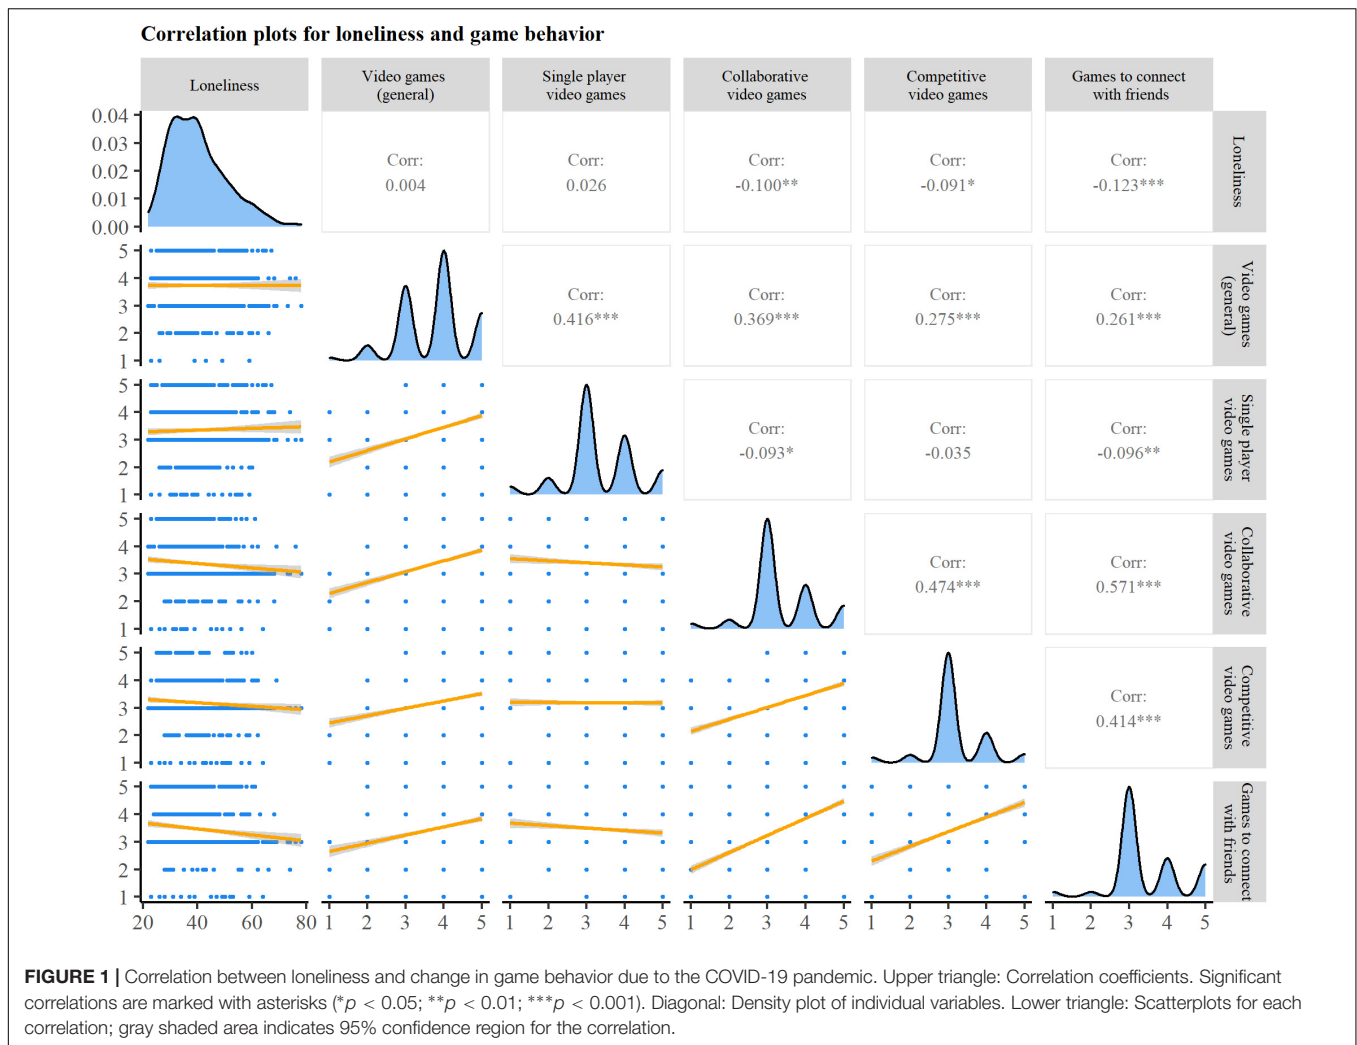 Correlation plots for loneliness and game behavior
Loneliness
Video games
(general)
Single player
video games
Collaborative
video games
Competitive
video games
Games to connect
with friends
0.04
0.03
0.02
0.01
0.00
Corr:
0.004
Corr:
0.026
Corr:
-0.100**
Corr:
-0.091*
Corr:
-0.123***
Loneliness
5
4
3
2
1
Corr:
0.416***
Corr:
0.369***
Corr:
0.275***
Corr:
0.261***
Video games
(general)
5
4
3
2
1
Corr:
-0.093*
Corr:
-0.035
Corr:
-0.096**
Single player
video games
5
4
3
2
1
Corr:
0.474***
Corr:
0.571***
Collaborative
video games
5
4
3
2
1
Corr:
0.414***
Competitive
video games
5
4
3
2
1
Games to connect
with friends
20 40 60 80 1 2 3 4 5 1 2 3 4 5 1 2 3 4 5 1 2 3 4 5 1 2 3 4 5
FIGURE 1 | Correlation between loneliness and change in game behavior due to the COVID-19 pandemic. Upper triangle: Correlation coefficients. Significant
correlations are marked with asterisks (*p < 0.05; **p < 0.01; ***p < 0.001). Diagonal: Density plot of individual variables. Lower triangle: Scatterplots for each
correlation; gray shaded area indicates 95% confidence region for the correlation.